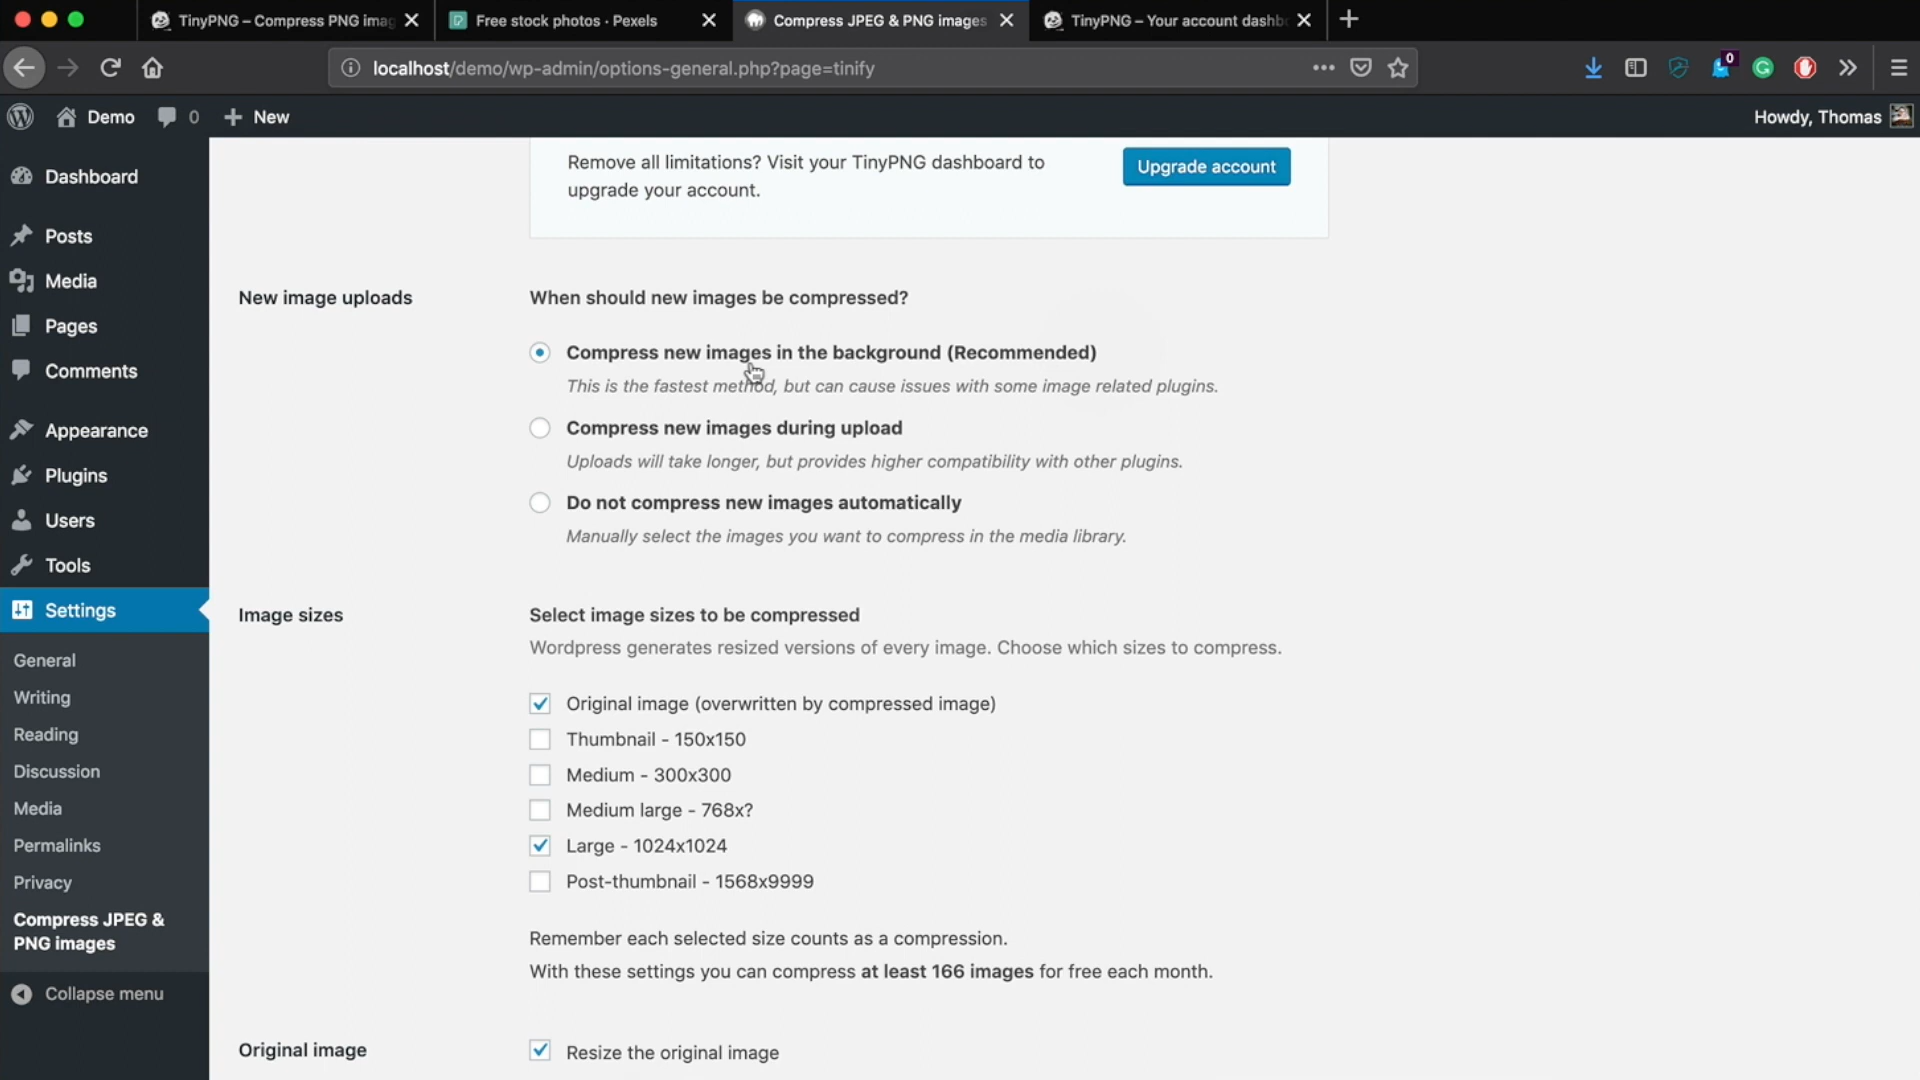 TinyPNG – Compress PNG imag
Free stock photos · Pexels
Compress JPEG & PNG images
TinyPNG – Your account dashb
localhost/demo/wp-admin/options-general.php?page=tinify
0
Demo
0
New
Howdy, Thomas
Dashboard
Posts
Media
Pages
Comments
Appearance
Plugins
Users
Tools
Settings
General
Writing
Reading
Discussion
Media
Permalinks
Privacy
Compress JPEG &
PNG images
Collapse menu
Remove all limitations? Visit your TinyPNG dashboard to
upgrade your account.
Upgrade account
New image uploads
When should new images be compressed?
Compress new images in the background (Recommended)
This is the fastest method, but can cause issues with some image related plugins.
Compress new images during upload
Uploads will take longer, but provides higher compatibility with other plugins.
Do not compress new images automatically
Manually select the images you want to compress in the media library.
Image sizes
Select image sizes to be compressed
Wordpress generates resized versions of every image. Choose which sizes to compress.
Original image (overwritten by compressed image)
Thumbnail - 150x150
Medium - 300x300
Medium large - 768x?
Large - 1024x1024
Post-thumbnail - 1568x9999
Remember each selected size counts as a compression.
With these settings you can compress at least 166 images for free each month.
Original image
Resize the original image